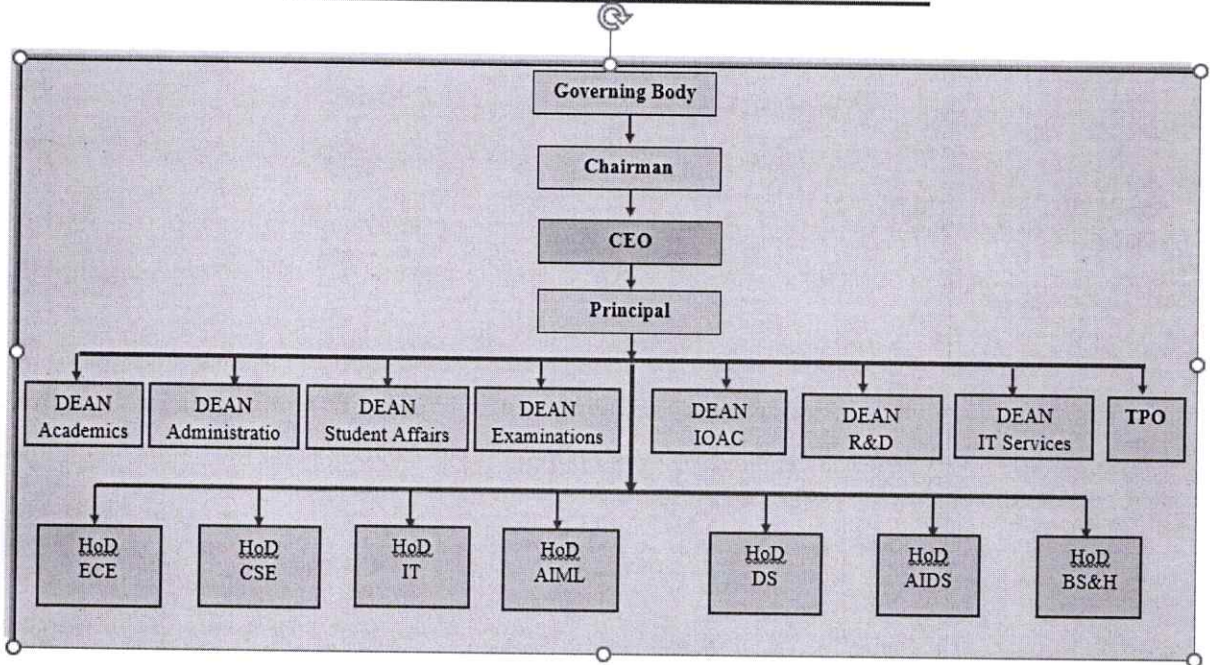 Governing Body
Chairman
CEO
Principal
DEAN
Academics
DEAN
Administratio
DEAN
Student Affairs
DEAN
Examinations
DEAN
IOAC
DEAN
R&D
DEAN
IT Services
TPO
HoD
ECE
HoD
CSE
HoD
IT
HoD
AIML
HoD
DS
HoD
AIDS
HoD
BS&H